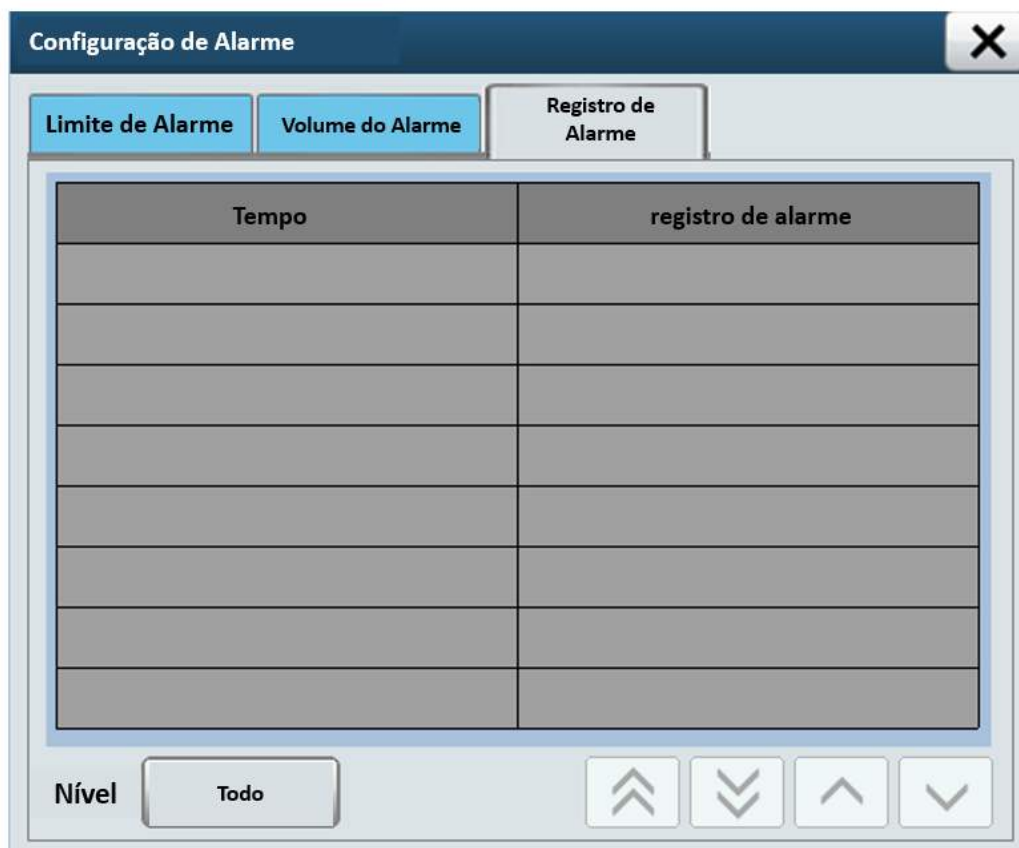 Configuração de Alarme
Limite de Alarme
Volume do Alarme
Registro de
Alarme
Tempo
registro de alarme
Nível
Todo